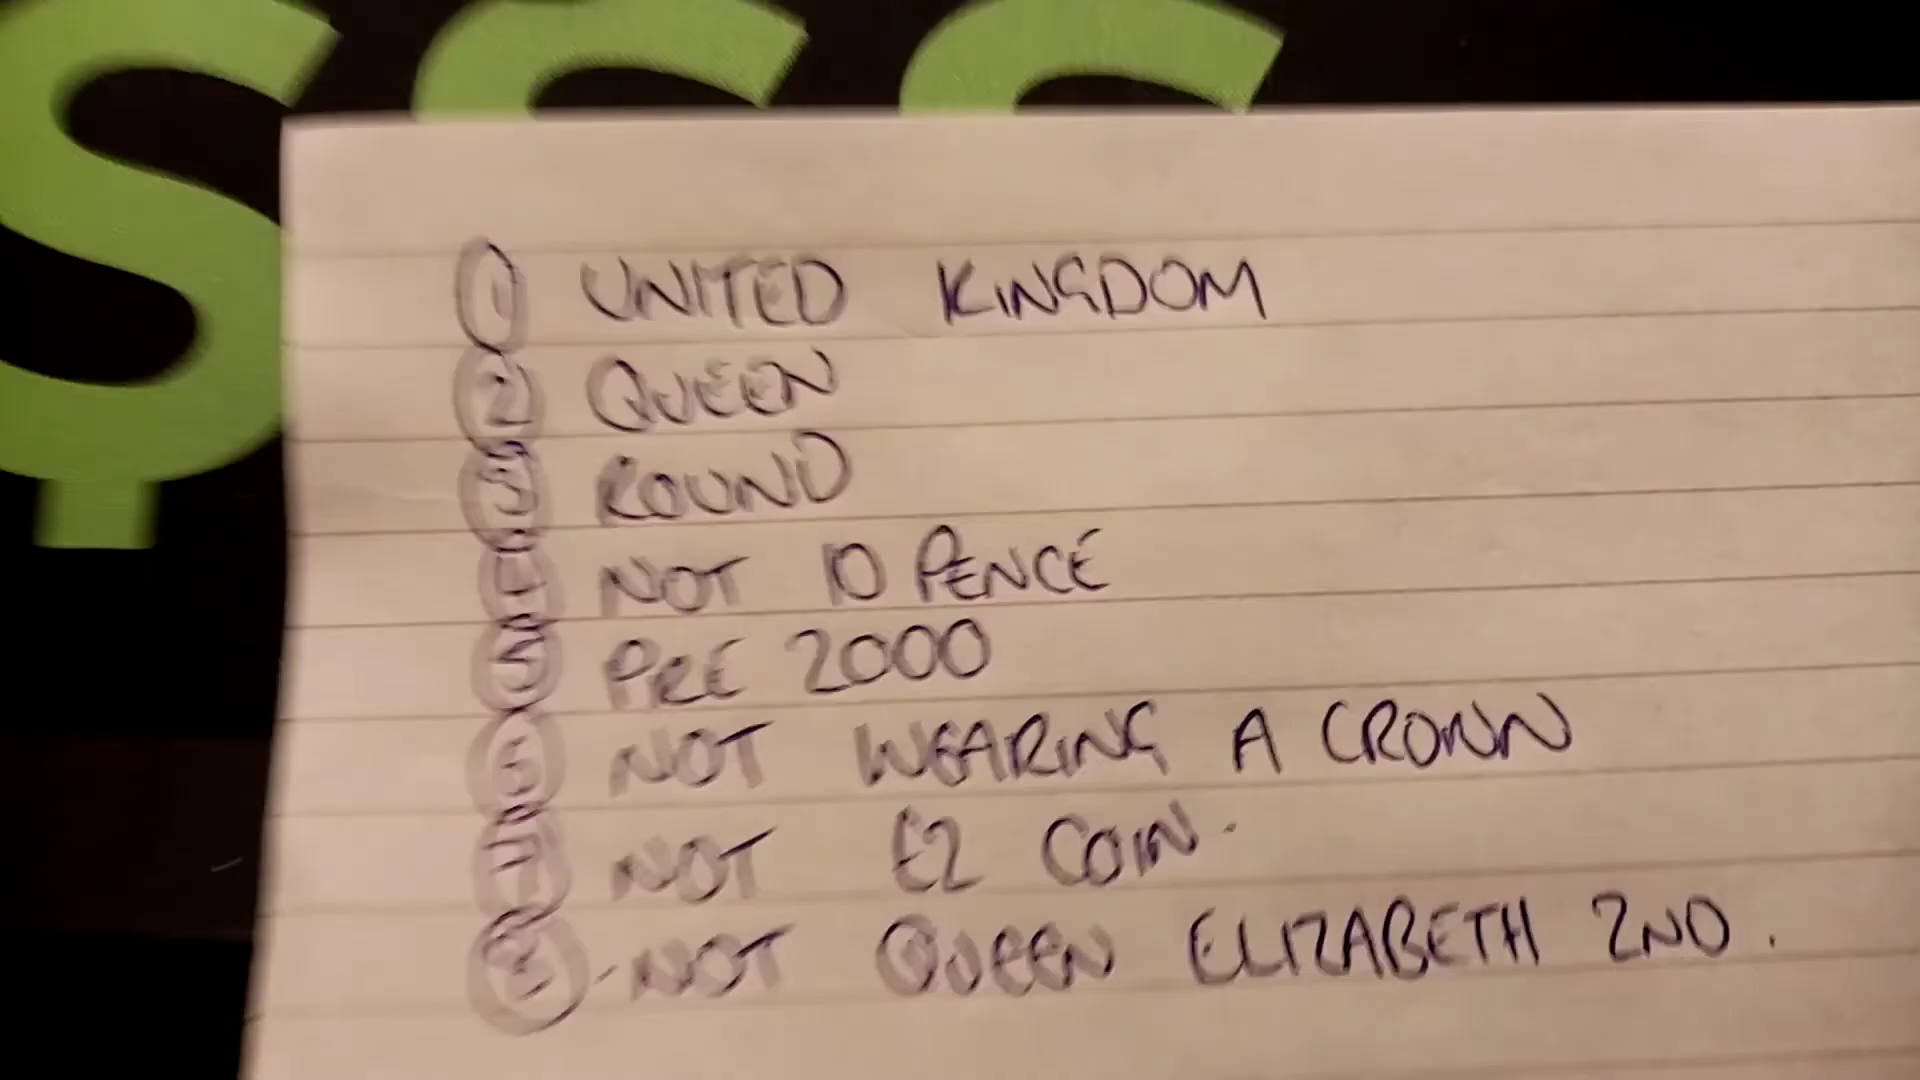 $$$
① UNITED KINGDOM
② QUEEN
③ ROUND
④ NOT 10 PENCE
⑤ PRE 2000
⑥ NOT WEARING A CROWN
⑦ NOT £2 COIN.
⑧ - NOT QUEEN ELIZABETH 2ND.